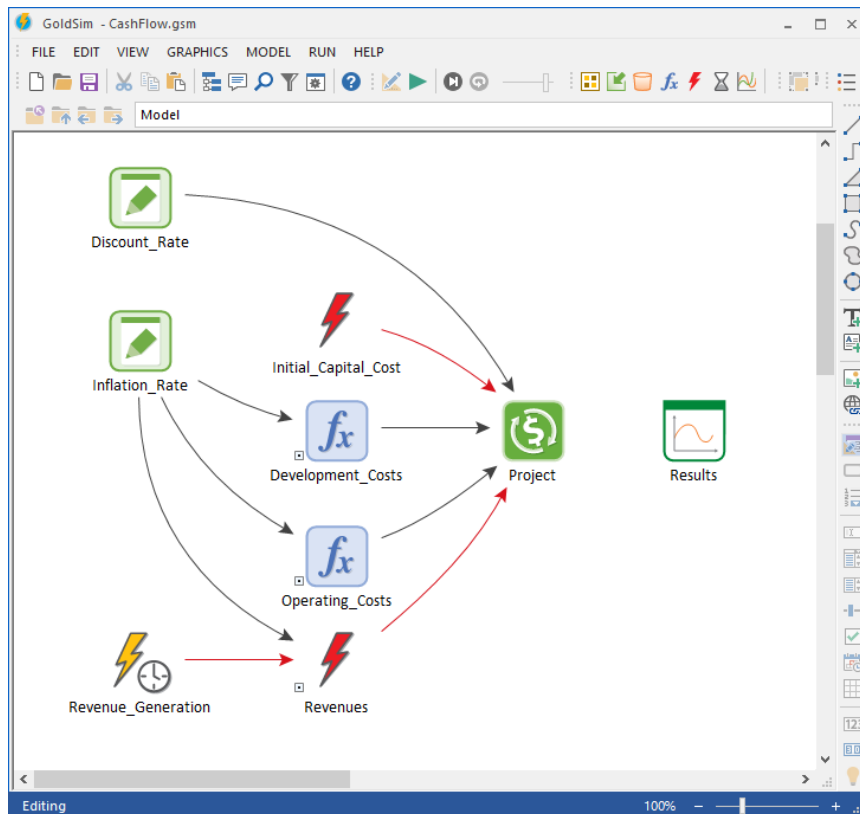 GoldSim - CashFlow.gsm
FILE EDIT VIEW GRAPHICS MODEL RUN HELP
Model
Discount_Rate
Initial_Capital_Cost
Inflation_Rate
Development_Costs
Project
Results
Operating_Costs
Revenue_Generation
Revenues
Editing
100%